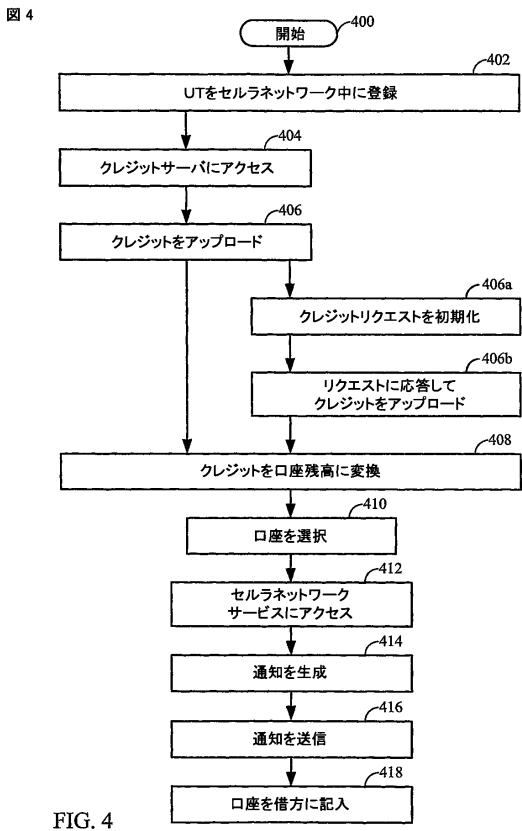 図 4
開始
400
402
UTをセルラネットワーク中に登録
404
クレジットサーバにアクセス
406
クレジットをアップロード
406a
クレジットリクエストを初期化
406b
リクエストに応答して
クレジットをアップロード
408
クレジットを口座残高に変換
410
口座を選択
412
セルラネットワーク
サービスにアクセス
414
通知を生成
416
通知を送信
418
口座を借方に記入
FIG. 4